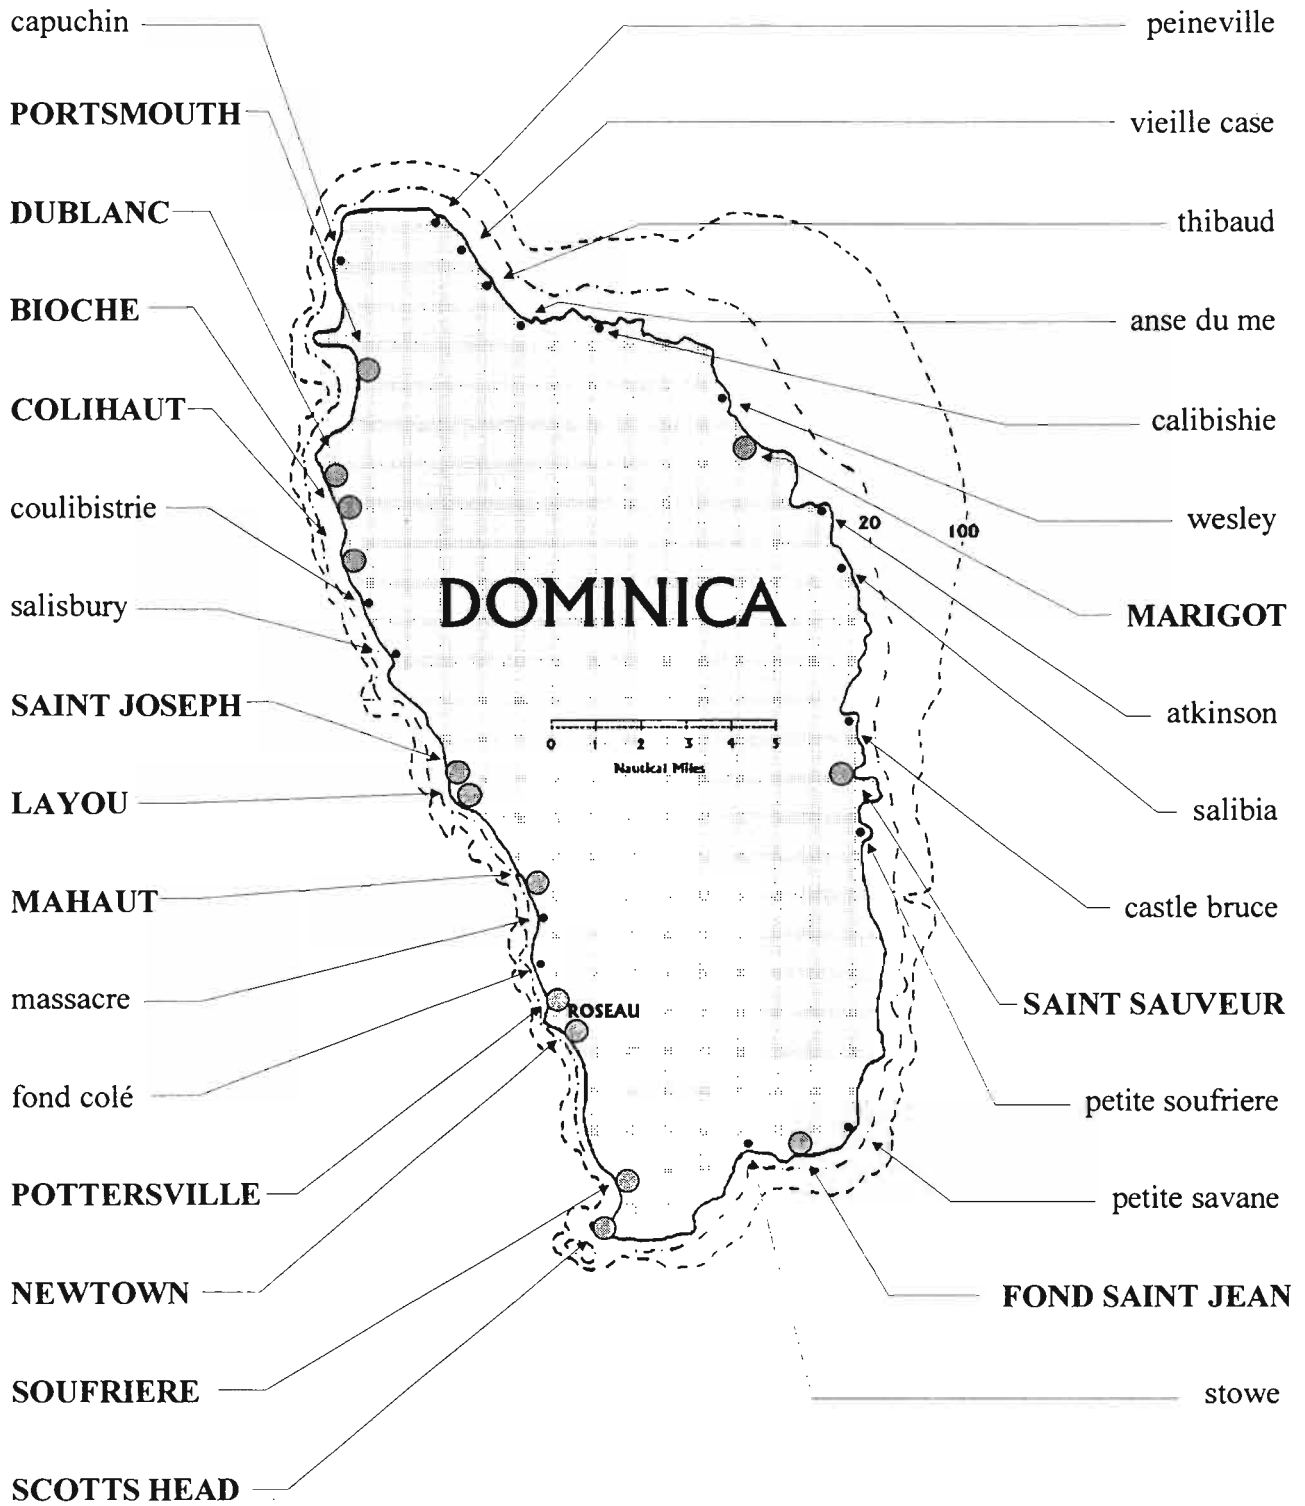 capuchin
peineville
PORTSMOUTH
vieille case
DUBLANC
thibaud
BIOCHE
anse du me
COLIHAUT
calibishie
coulibistrie
wesley
20
100
DOMINICA
salisbury
MARIGOT
SAINT JOSEPH
atkinson
0 1 2 3 4 5
Nautical Miles
LAYOU
salibia
MAHAUT
castle bruce
massacre
SAINT SAUVEUR
ROSEAU
fond colé
petite soufriere
POTTERSVILLE
petite savane
NEWTOWN
FOND SAINT JEAN
SOUFRIERE
stowe
SCOTTS HEAD